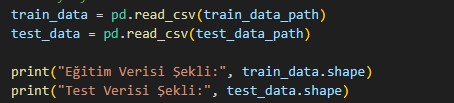 train_data = pd.read_csv(train_data_path)
test_data = pd.read_csv(test_data_path)
print("Eğitim Verisi Şekli:", train_data.shape)
print("Test Verisi Şekli:", test_data.shape)